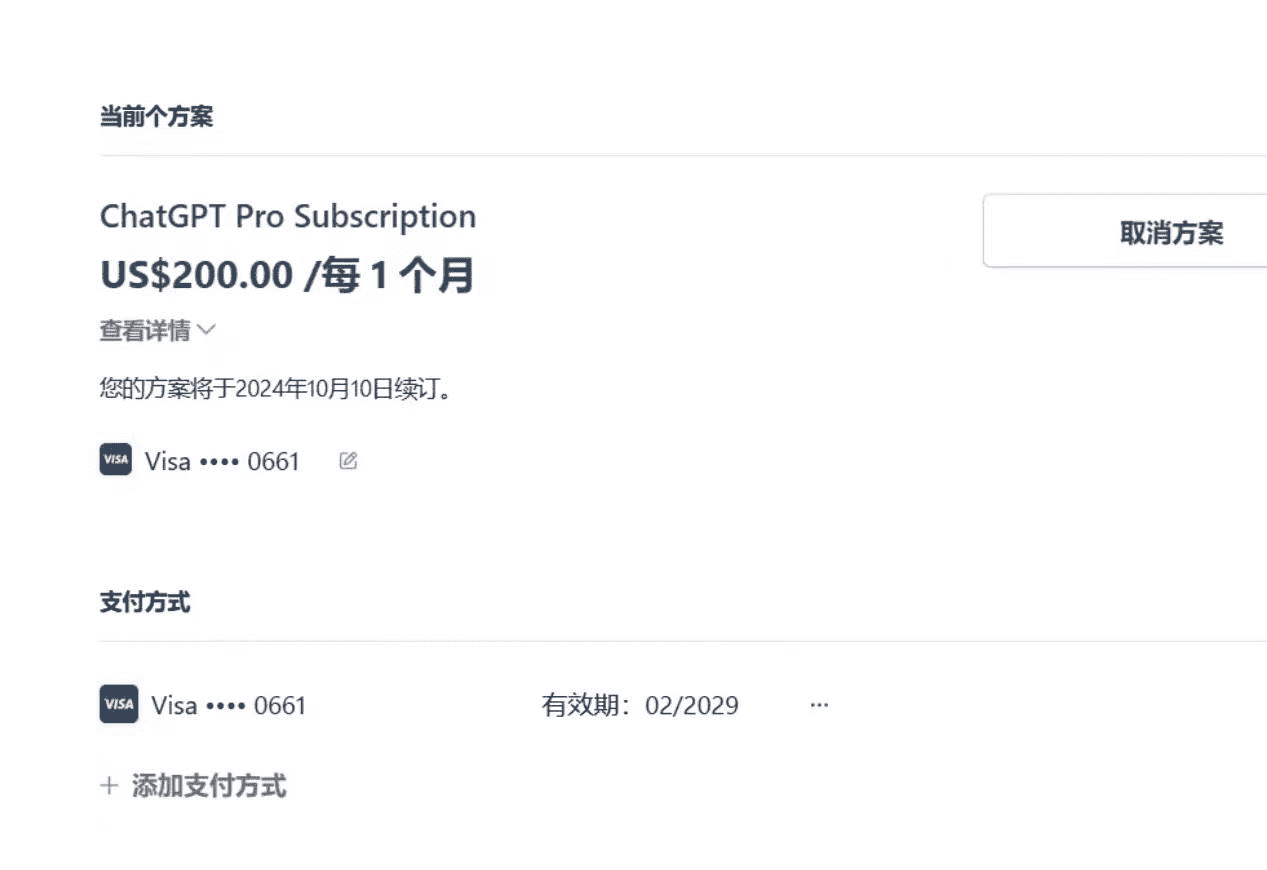 当前个方案
ChatGPT Pro Subscription
取消方案
US$200.00 /每 1 个月
查看详情
您的方案将于2024年10月10日续订。
VISA Visa •••• 0661
支付方式
VISA Visa •••• 0661 有效期：02/2029 ···
+ 添加支付方式